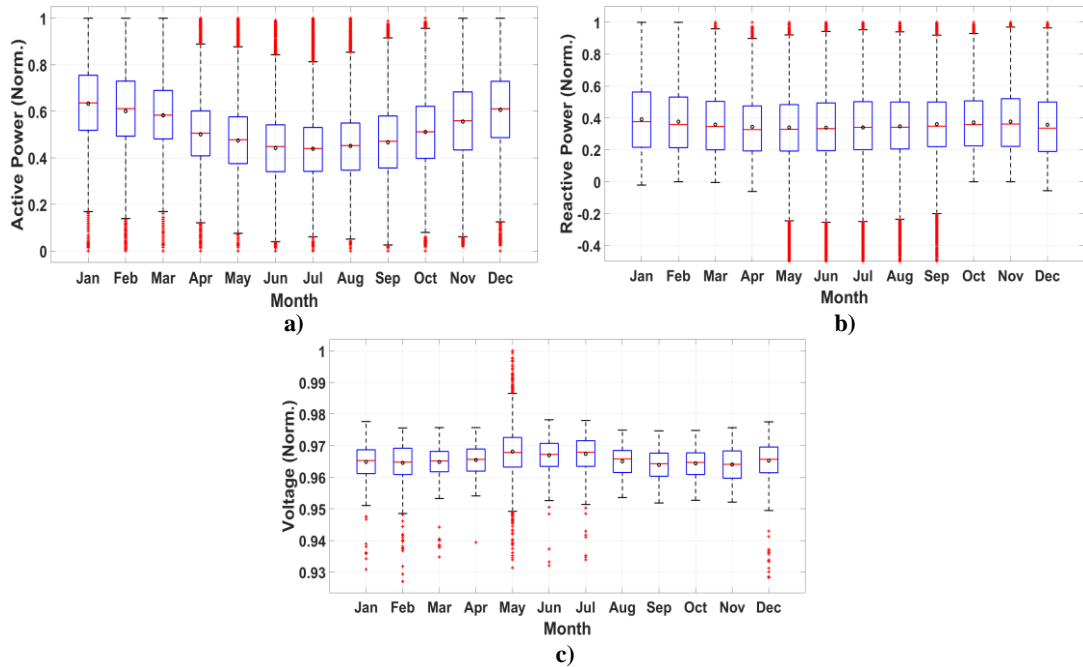 1
0.8
0.6
0.4
0.2
0
Active Power (Norm.)
Jan Feb Mar Apr May Jun Jul Aug Sep Oct Nov Dec
Month
a)
1
0.8
0.6
0.4
0.2
0
-0.2
-0.4
Reactive Power (Norm.)
Jan Feb Mar Apr May Jun Jul Aug Sep Oct Nov Dec
Month
b)
1
0.99
0.98
0.97
0.96
0.95
0.94
0.93
Voltage (Norm.)
Jan Feb Mar Apr May Jun Jul Aug Sep Oct Nov Dec
Month
c)